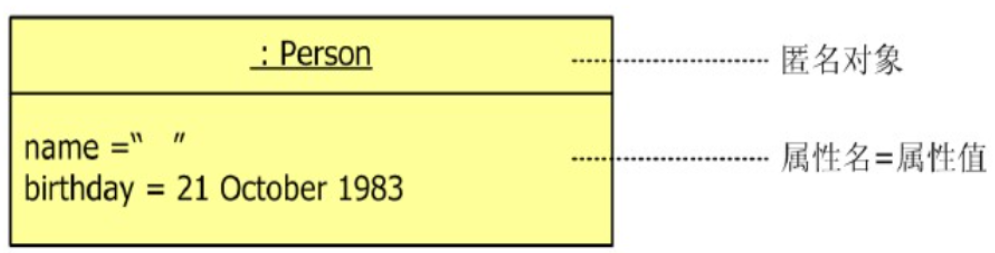 : Person
匿名对象
name =“ ”
属性名=属性值
birthday = 21 October 1983